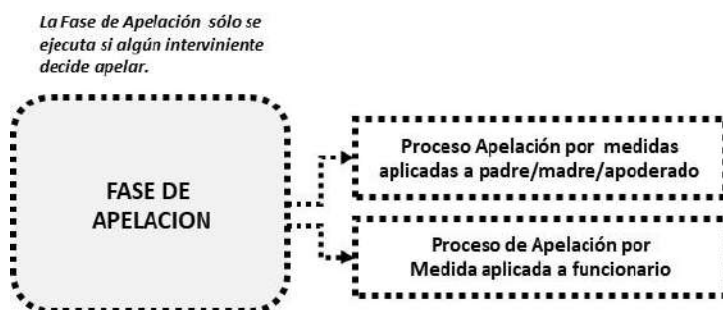 La Fase de Apelación sólo se
ejecuta si algún interviniente
decide apelar.
FASE DE
APELACION
Proceso Apelación por medidas
aplicadas a padre/madre/apoderado
Proceso de Apelación por
Medida aplicada a funcionario